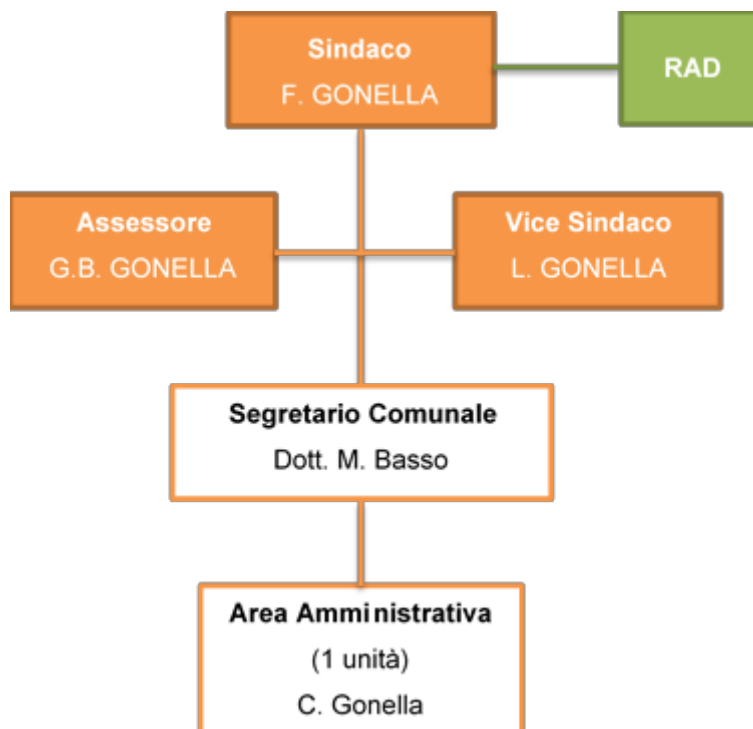 Sindaco
F. GONELLA
RAD
Assessore
G.B. GONELLA
Vice Sindaco
L. GONELLA
Segretario Comunale
Dott. M. Basso
Area Amministrativa
(1 unità)
C. Gonella